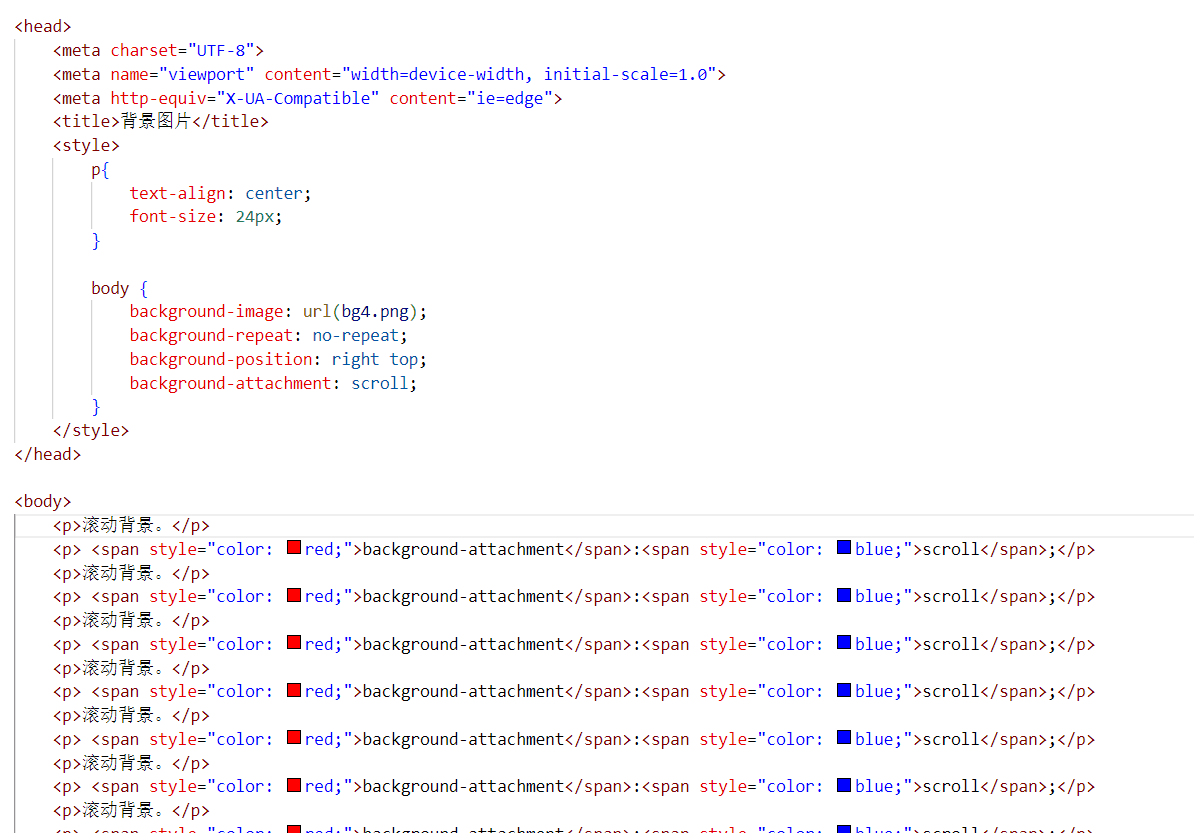 <head>
<meta charset="UTF-8">
<meta name="viewport" content="width=device-width, initial-scale=1.0">
<meta http-equiv="X-UA-Compatible" content="ie=edge">
<title>背景图片</title>
<style>
p{
text-align: center;
font-size: 24px;
}
body {
background-image: url(bg4.png);
background-repeat: no-repeat;
background-position: right top;
background-attachment: scroll;
}
</style>
</head>
<body>
<p>滚动背景。</p>
<p> <span style="color: red;">background-attachment</span>:<span style="color: blue;">scroll</span>;</p>
<p>滚动背景。</p>
<p> <span style="color: red;">background-attachment</span>:<span style="color: blue;">scroll</span>;</p>
<p>滚动背景。</p>
<p> <span style="color: red;">background-attachment</span>:<span style="color: blue;">scroll</span>;</p>
<p>滚动背景。</p>
<p> <span style="color: red;">background-attachment</span>:<span style="color: blue;">scroll</span>;</p>
<p>滚动背景。</p>
<p> <span style="color: red;">background-attachment</span>:<span style="color: blue;">scroll</span>;</p>
<p>滚动背景。</p>
<p> <span style="color: red;">background-attachment</span>:<span style="color: blue;">scroll</span>;</p>
<p>滚动背景。</p>